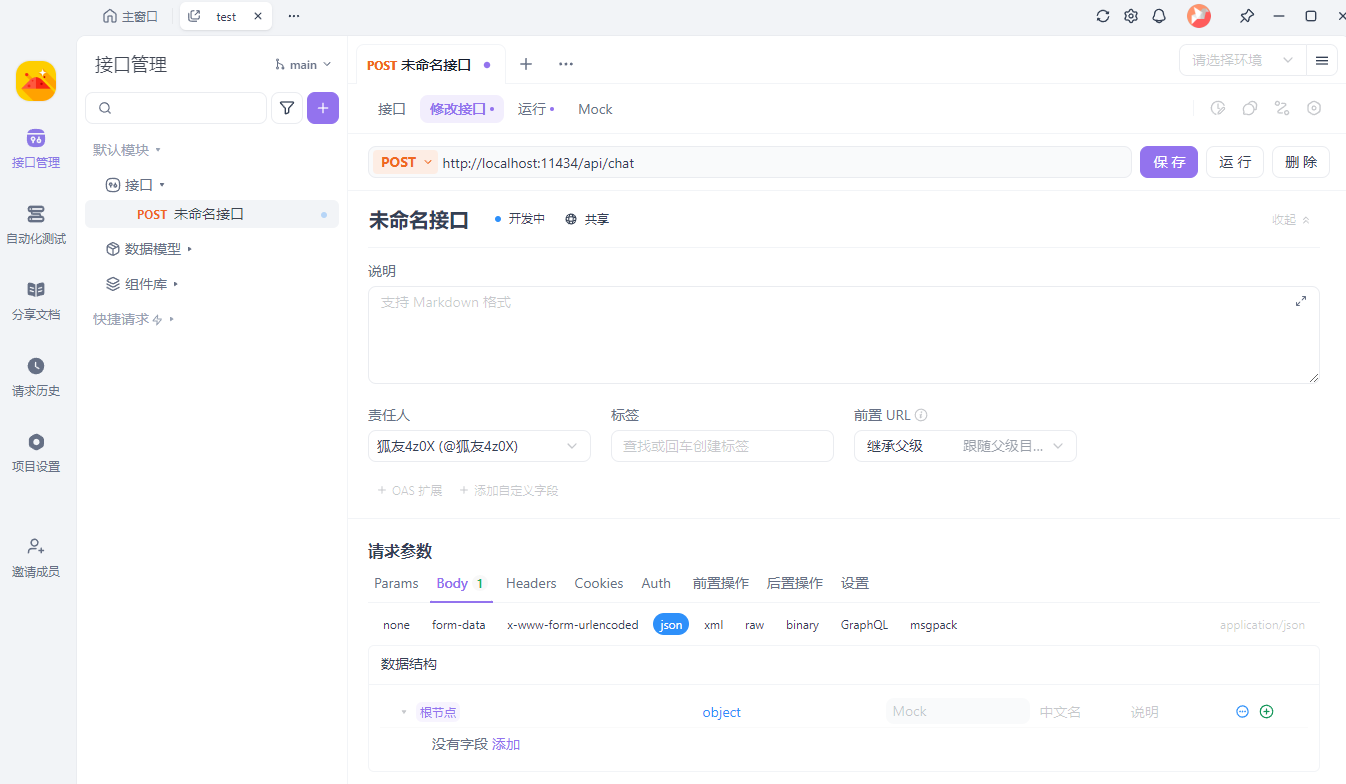 主窗口
test
接口管理
main
接口管理
自动化测试
分享文档
请求历史
项目设置
邀请成员
默认模块
接口
POST 未命名接口
数据模型
组件库
快捷请求
POST 未命名接口
请选择环境
接口 修改接口 运行 Mock
POST http://localhost:11434/api/chat
保存 运行 删除
未命名接口 开发中 共享 收起
说明
支持 Markdown 格式
责任人 标签 前置 URL
狐友4z0X (@狐友4z0X) 查找或回车创建标签 继承父级 跟随父级目...
+ OAS 扩展 + 添加自定义字段
请求参数
Params Body 1 Headers Cookies Auth 前置操作 后置操作 设置
none form-data x-www-form-urlencoded json xml raw binary GraphQL msgpack application/json
数据结构
根节点 object Mock 中文名 说明
没有字段 添加